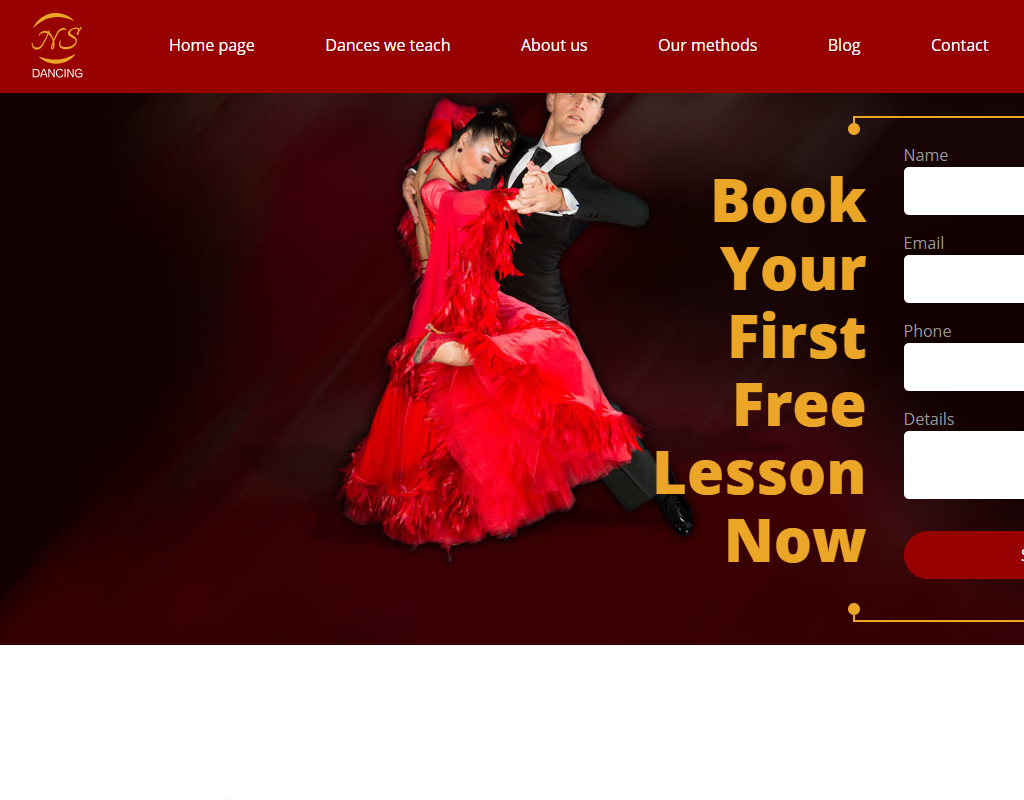 NS
DANCING
Home page
Dances we teach
About us
Our methods
Blog
Contact
Book
Your
First
Free
Lesson
Now
Name
Email
Phone
Details